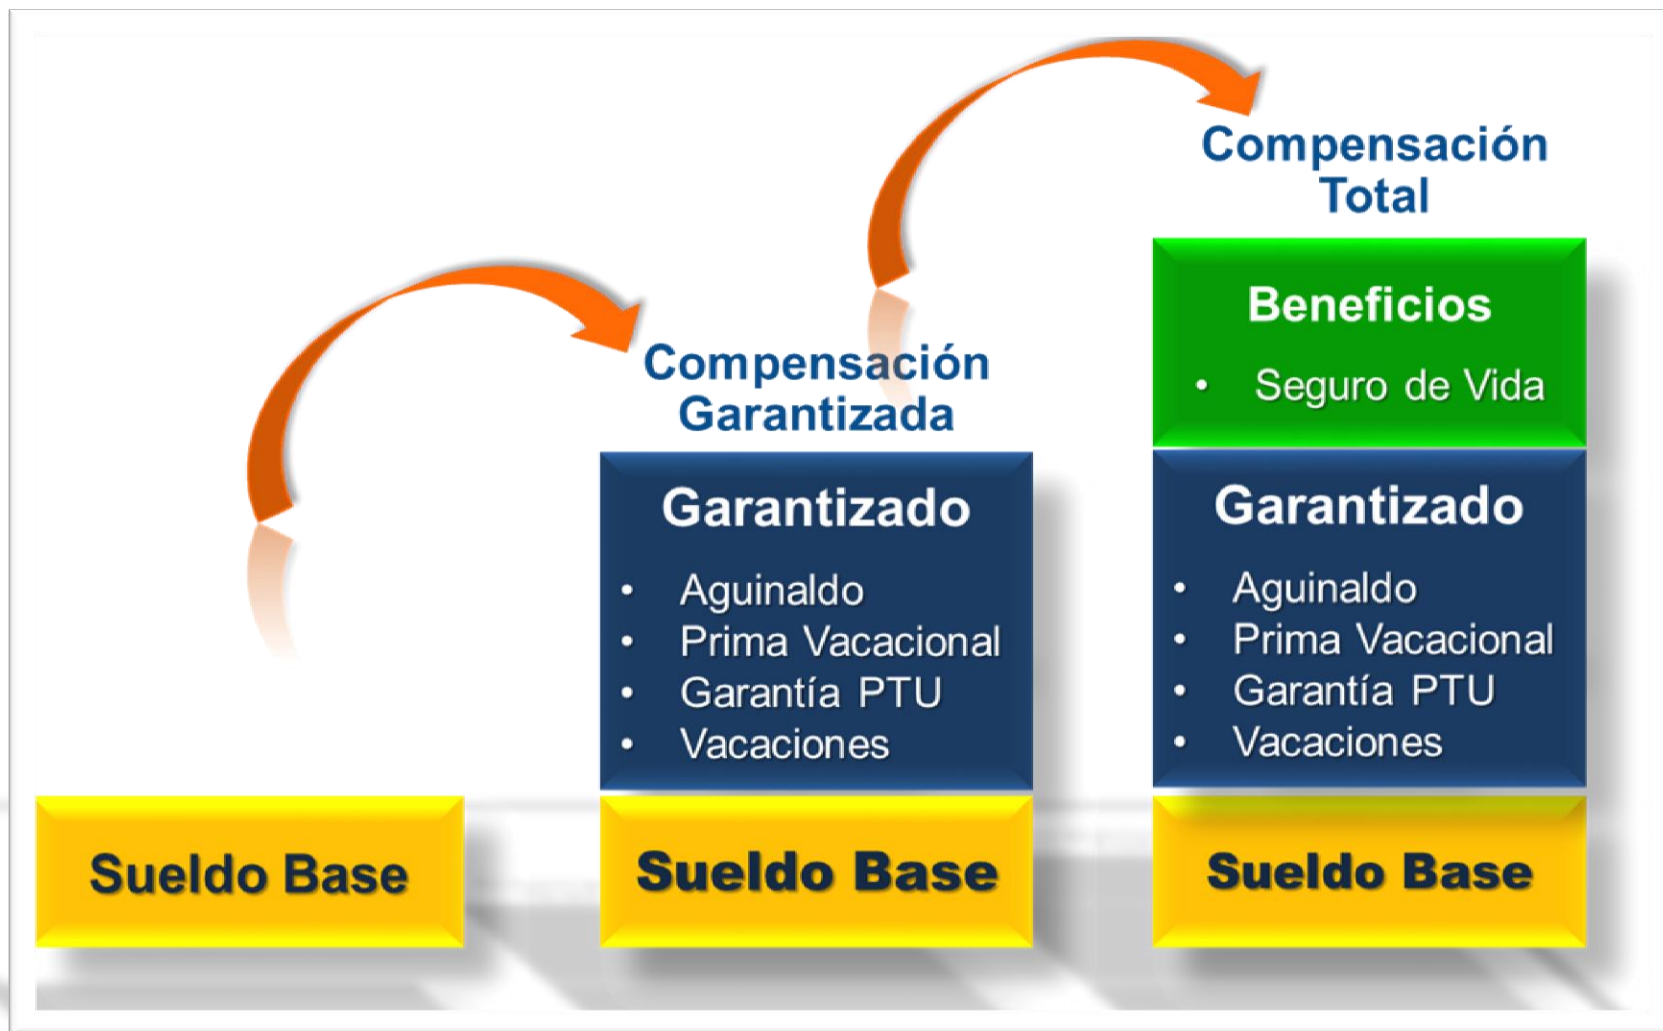 Sueldo Base
Compensación
Garantizada
Garantizado
• Aguinaldo
• Prima Vacacional
• Garantía PTU
• Vacaciones
Sueldo Base
Compensación
Total
Beneficios
• Seguro de Vida
Garantizado
• Aguinaldo
• Prima Vacacional
• Garantía PTU
• Vacaciones
Sueldo Base